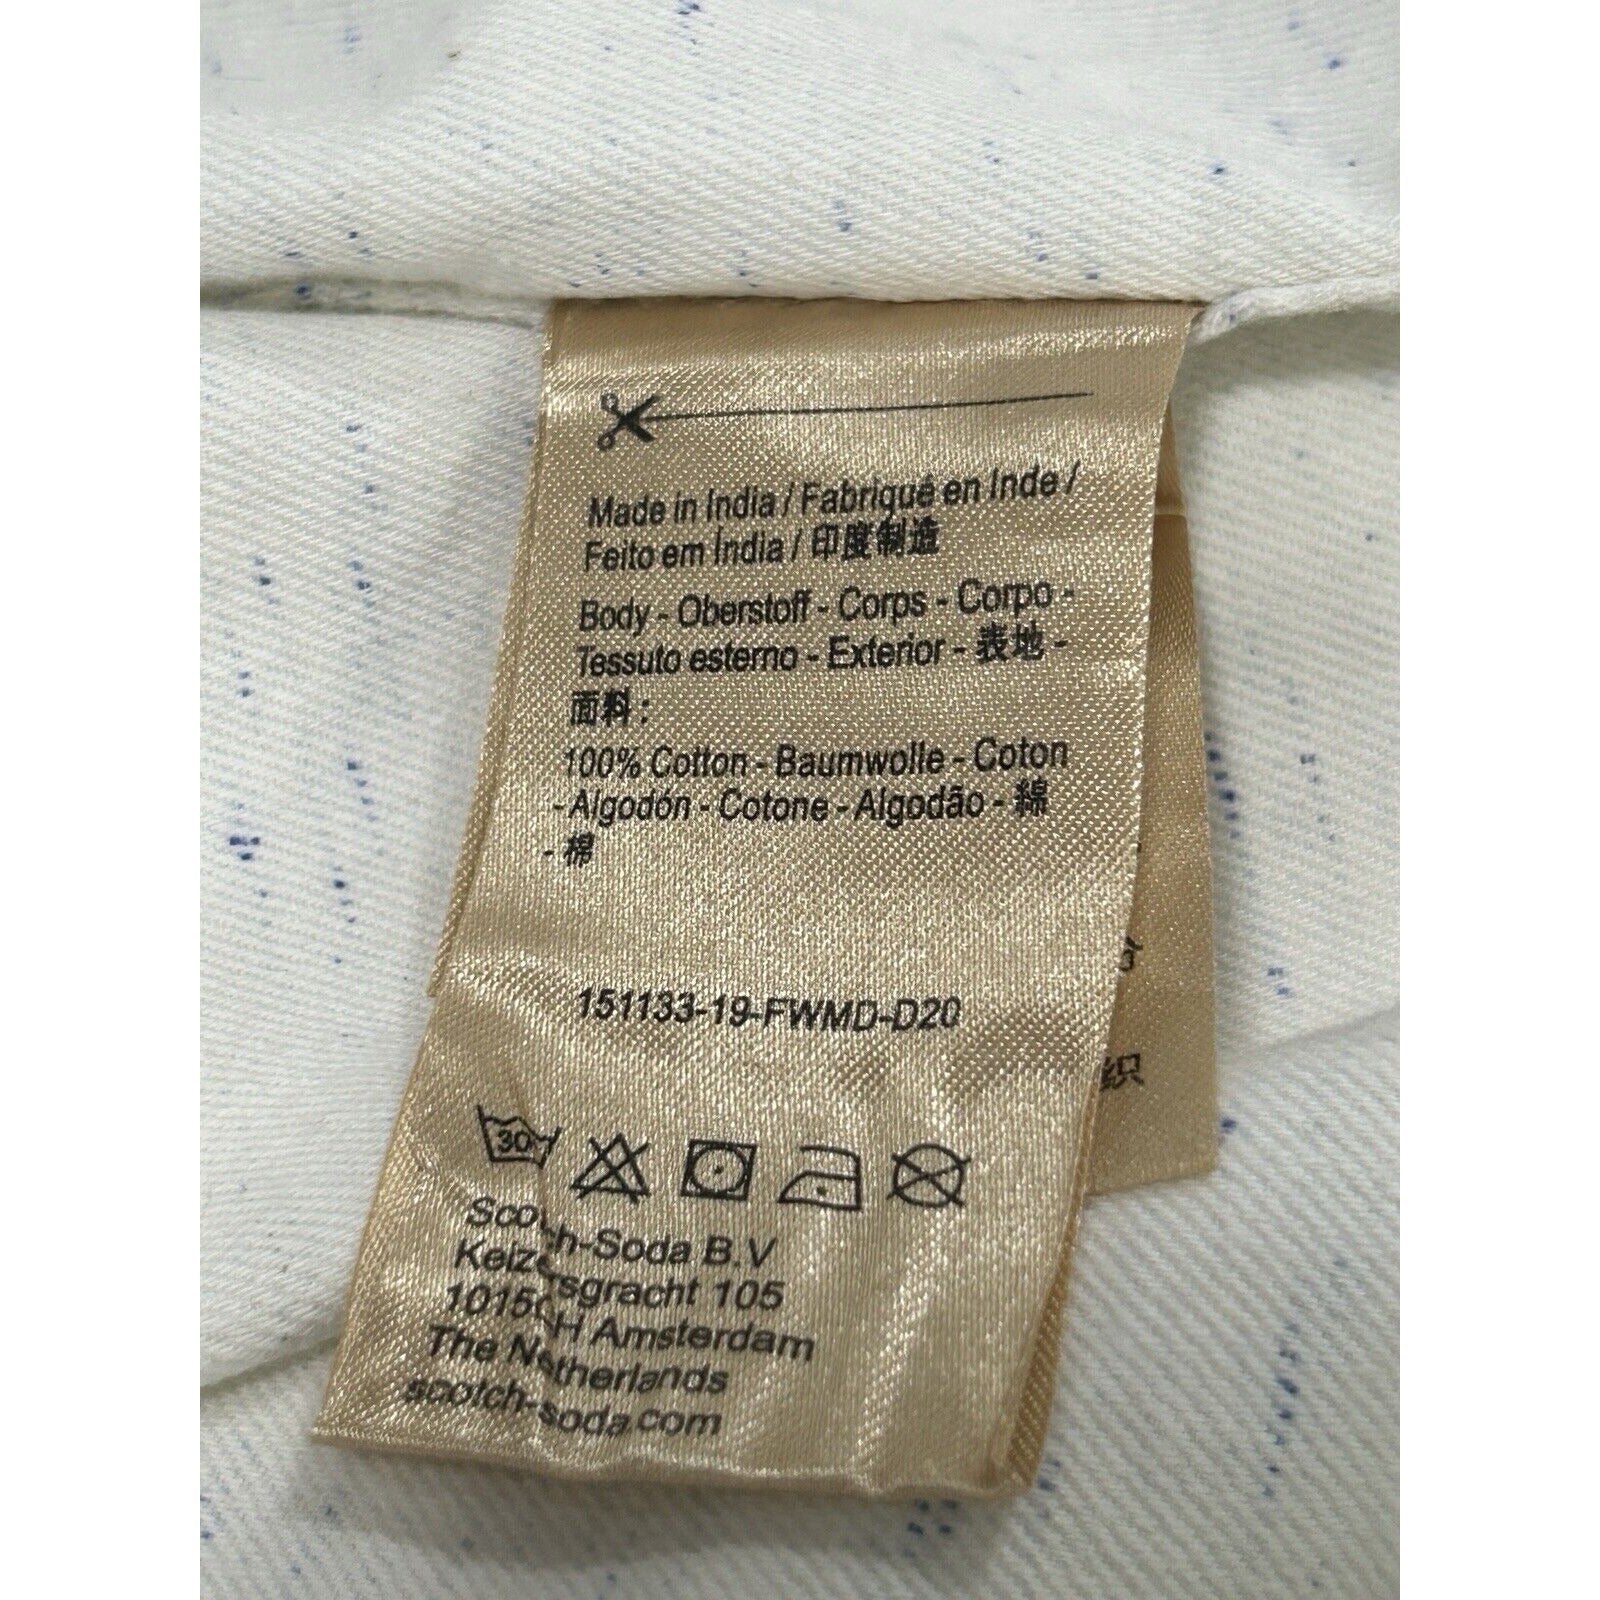 Made in India / Fabriqué en Inde /
Feito em Índia / 印度制造
Body - Oberstoff - Corps - Corpo -
Tessuto esterno - Exterior - 表地 -
面料 :
100% Cotton - Baumwolle - Coton
- Algodón - Cotone - Algodão - 綿
- 棉
151133-19-FWMD-D20
30
Scotch-Soda B.V
Keizersgracht 105
1015CH Amsterdam
The Netherlands
scotch-soda.com
织